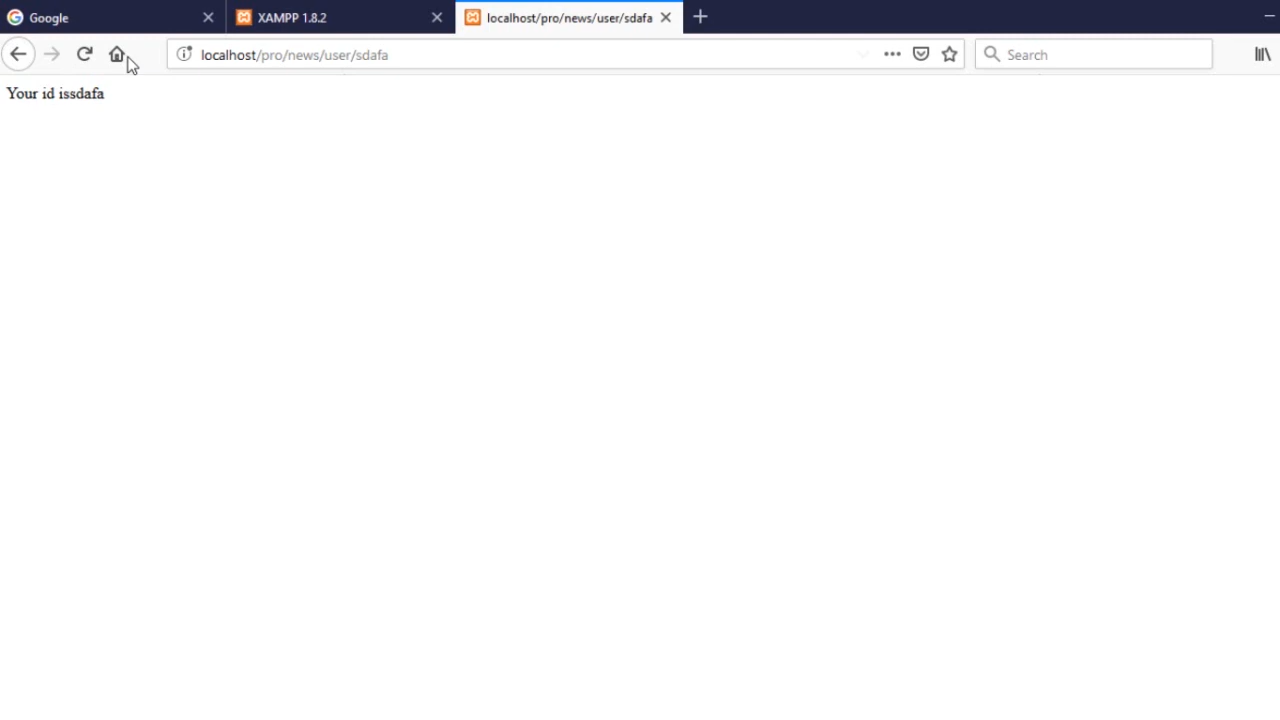 Google
XAMPP 1.8.2
localhost/pro/news/user/sdafa
localhost/pro/news/user/sdafa
Search
Your id issdafa